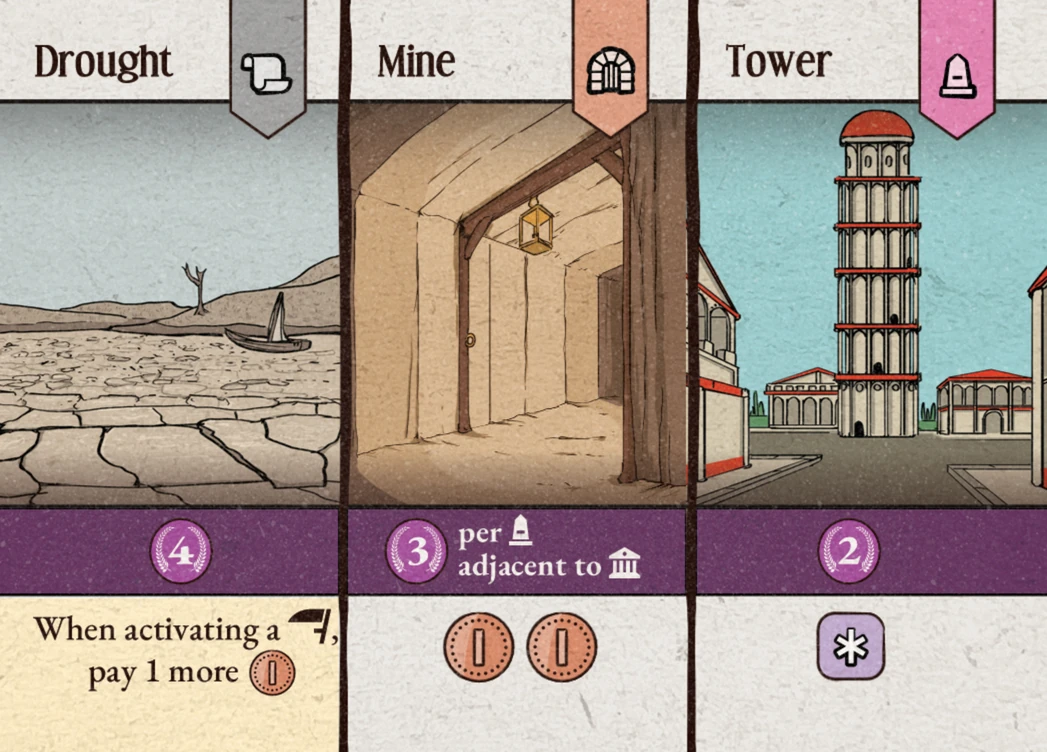 Drought
Mine
Tower
4
3 per
adjacent to
2
When activating a ,
pay 1 more I
I I
*